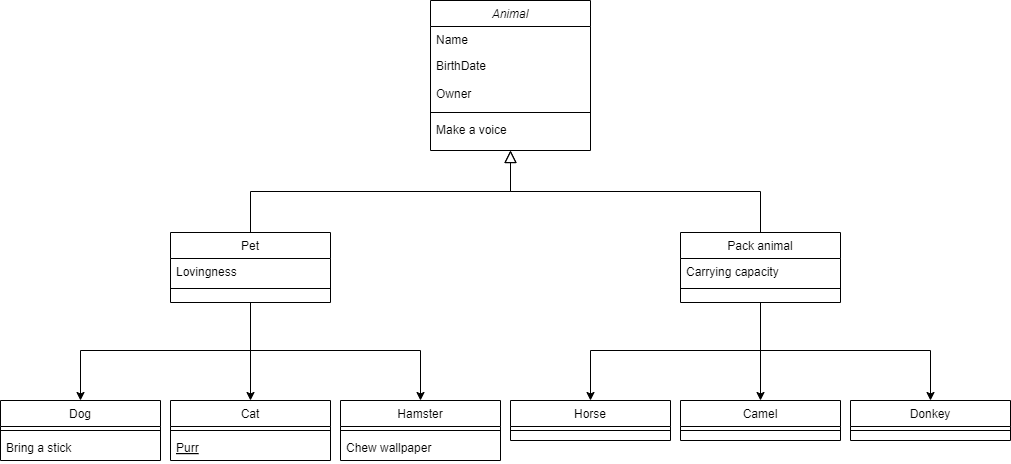 Animal
Name
BirthDate
Owner
Make a voice
Pet
Lovingness
Pack animal
Carrying capacity
Dog
Bring a stick
Cat
Purr
Hamster
Chew wallpaper
Horse
Camel
Donkey